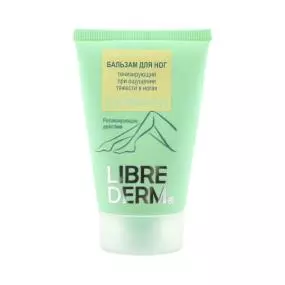 БАЛЬЗАМ ДЛЯ НОГ
тонизирующий
при ощущении
тяжести в ногах
Релаксирующее
действие
LIBRE
DERM®